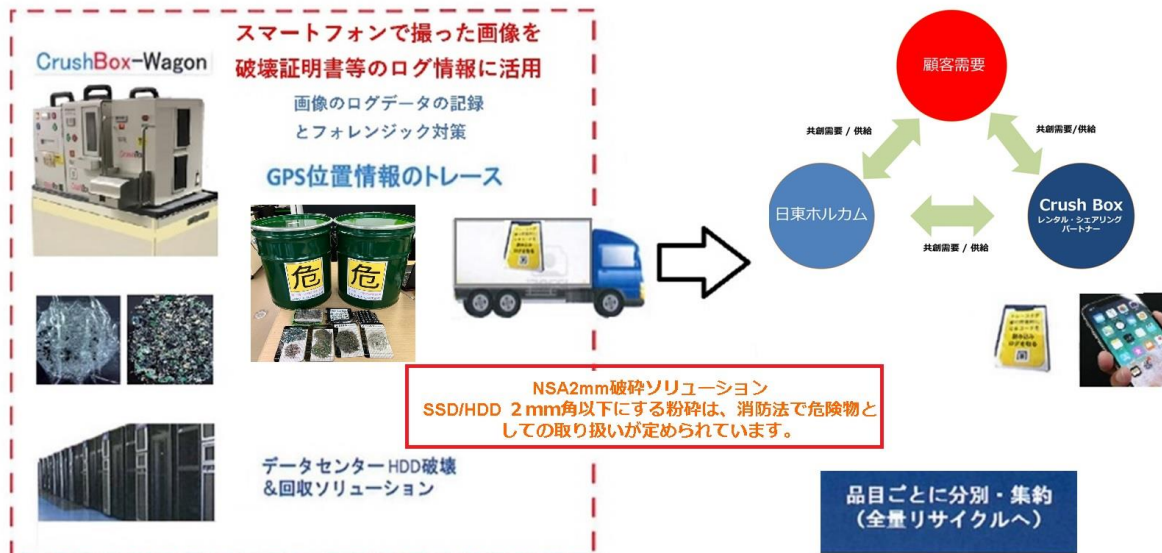 スマートフォンで撮った画像を
破壊証明書等のログ情報に活用
CrushBox-Wagon
画像のログデータの記録
とフォレンジック対策
GPS位置情報のトレース
危
危
データセンターHDD破壊
&回収ソリューション
NSA2mm破砕ソリューション
SSD/HDD ２mm角以下にする粉砕は、消防法で危険物と
しての取り扱いが定められています。
顧客需要
共創需要 / 供給
共創需要/供給
日東ホルカム
Crush Box
レンタル・シェアリング
パートナー
共創需要 / 供給
品目ごとに分別・集約
(全量リサイクルへ)